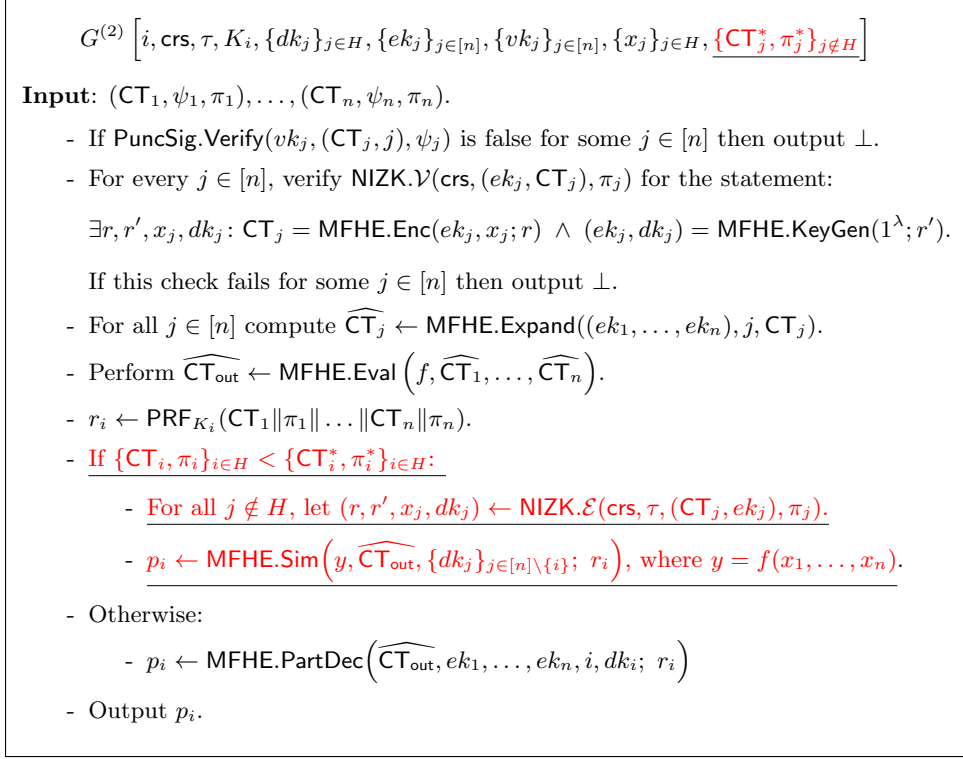 G^{(2)} [i, crs, τ, K_i, {dk_j}_{j∈H}, {ek_j}_{j∈[n]}, {vk_j}_{j∈[n]}, {x_j}_{j∈H}, {CT*_j, π*_j}_{j∉H}]
Input: (CT_1, ψ_1, π_1), . . . , (CT_n, ψ_n, π_n).
- If PuncSig.Verify(vk_j, (CT_j, j), ψ_j) is false for some j ∈ [n] then output ⊥.
- For every j ∈ [n], verify NIZK.𝒱(crs, (ek_j, CT_j), π_j) for the statement:
∃r, r′, x_j, dk_j : CT_j = MFHE.Enc(ek_j, x_j; r) ∧ (ek_j, dk_j) = MFHE.KeyGen(1^λ; r′).
If this check fails for some j ∈ [n] then output ⊥.
- For all j ∈ [n] compute \widehat{CT_j} ← MFHE.Expand((ek_1, . . . , ek_n), j, CT_j).
- Perform \widehat{CT_out} ← MFHE.Eval (f, \widehat{CT_1}, . . . , \widehat{CT_n}).
- r_i ← PRF_{K_i}(CT_1‖π_1‖ . . . ‖CT_n‖π_n).
- If {CT_i, π_i}_{i∈H} < {CT*_i, π*_i}_{i∈H}:
- For all j ∉ H, let (r, r′, x_j, dk_j) ← NIZK.ℰ(crs, τ, (CT_j, ek_j), π_j).
- p_i ← MFHE.Sim(y, \widehat{CT_out}, {dk_j}_{j∈[n]\{i}}; r_i), where y = f(x_1, . . . , x_n).
- Otherwise:
- p_i ← MFHE.PartDec(\widehat{CT_out}, ek_1, . . . , ek_n, i, dk_i; r_i)
- Output p_i.